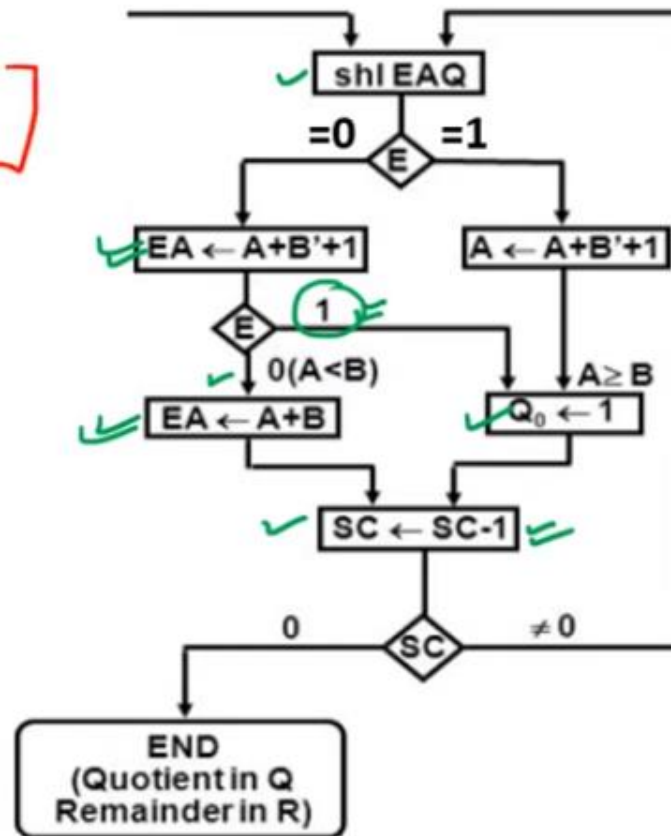 shl EAQ
=0
=1
E
EA ← A+B'+1
A ← A+B'+1
E
1
0(A<B)
A≥B
EA ← A+B
Q₀ ← 1
SC ← SC-1
0
≠0
SC
END
(Quotient in Q
Remainder in R)